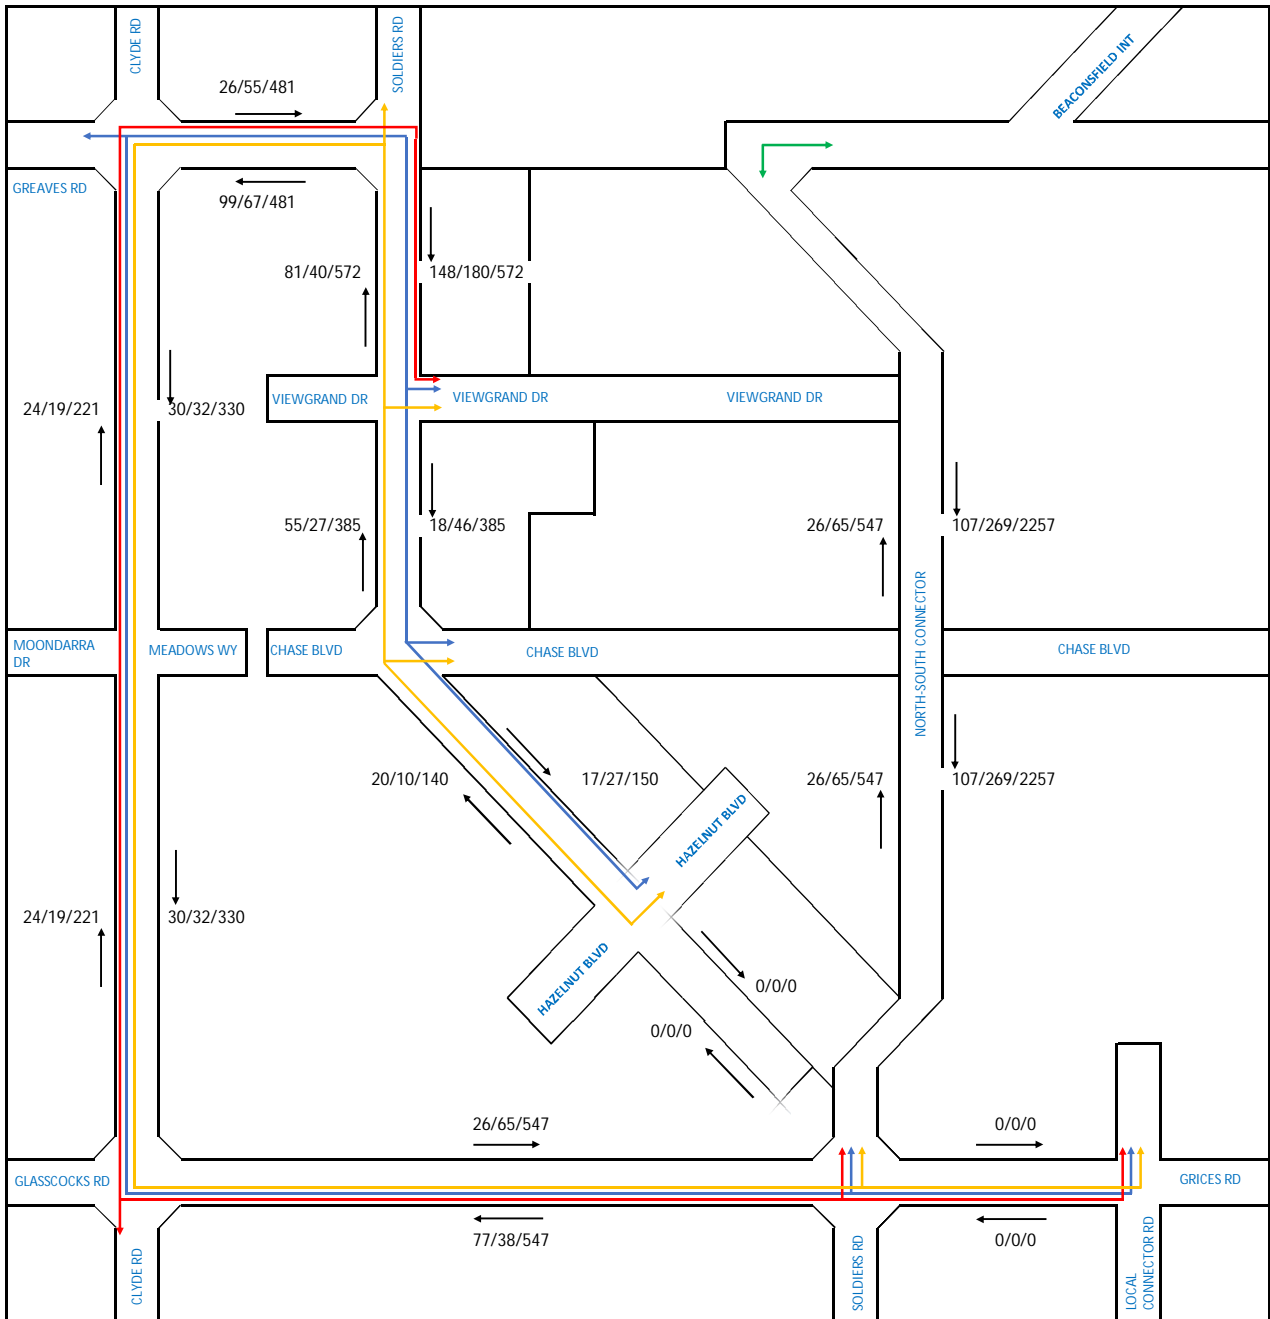 CLYDE RD
SOLDIERS RD
BEACONSFIELD INT
26/55/481
GREAVES RD
99/67/481
81/40/572
148/180/572
VIEWGRAND DR
VIEWGRAND DR
VIEWGRAND DR
24/19/221
30/32/330
55/27/385
18/46/385
26/65/547
107/269/2257
NORTH-SOUTH CONNECTOR
MOONDARRA
DR
MEADOWS WY
CHASE BLVD
CHASE BLVD
CHASE BLVD
20/10/140
17/27/150
26/65/547
107/269/2257
HAZELNUT BLVD
24/19/221
30/32/330
HAZELNUT BLVD
0/0/0
0/0/0
26/65/547
0/0/0
GLASSCOCKS RD
GRICES RD
77/38/547
0/0/0
CLYDE RD
SOLDIERS RD
LOCAL
CONNECTOR RD